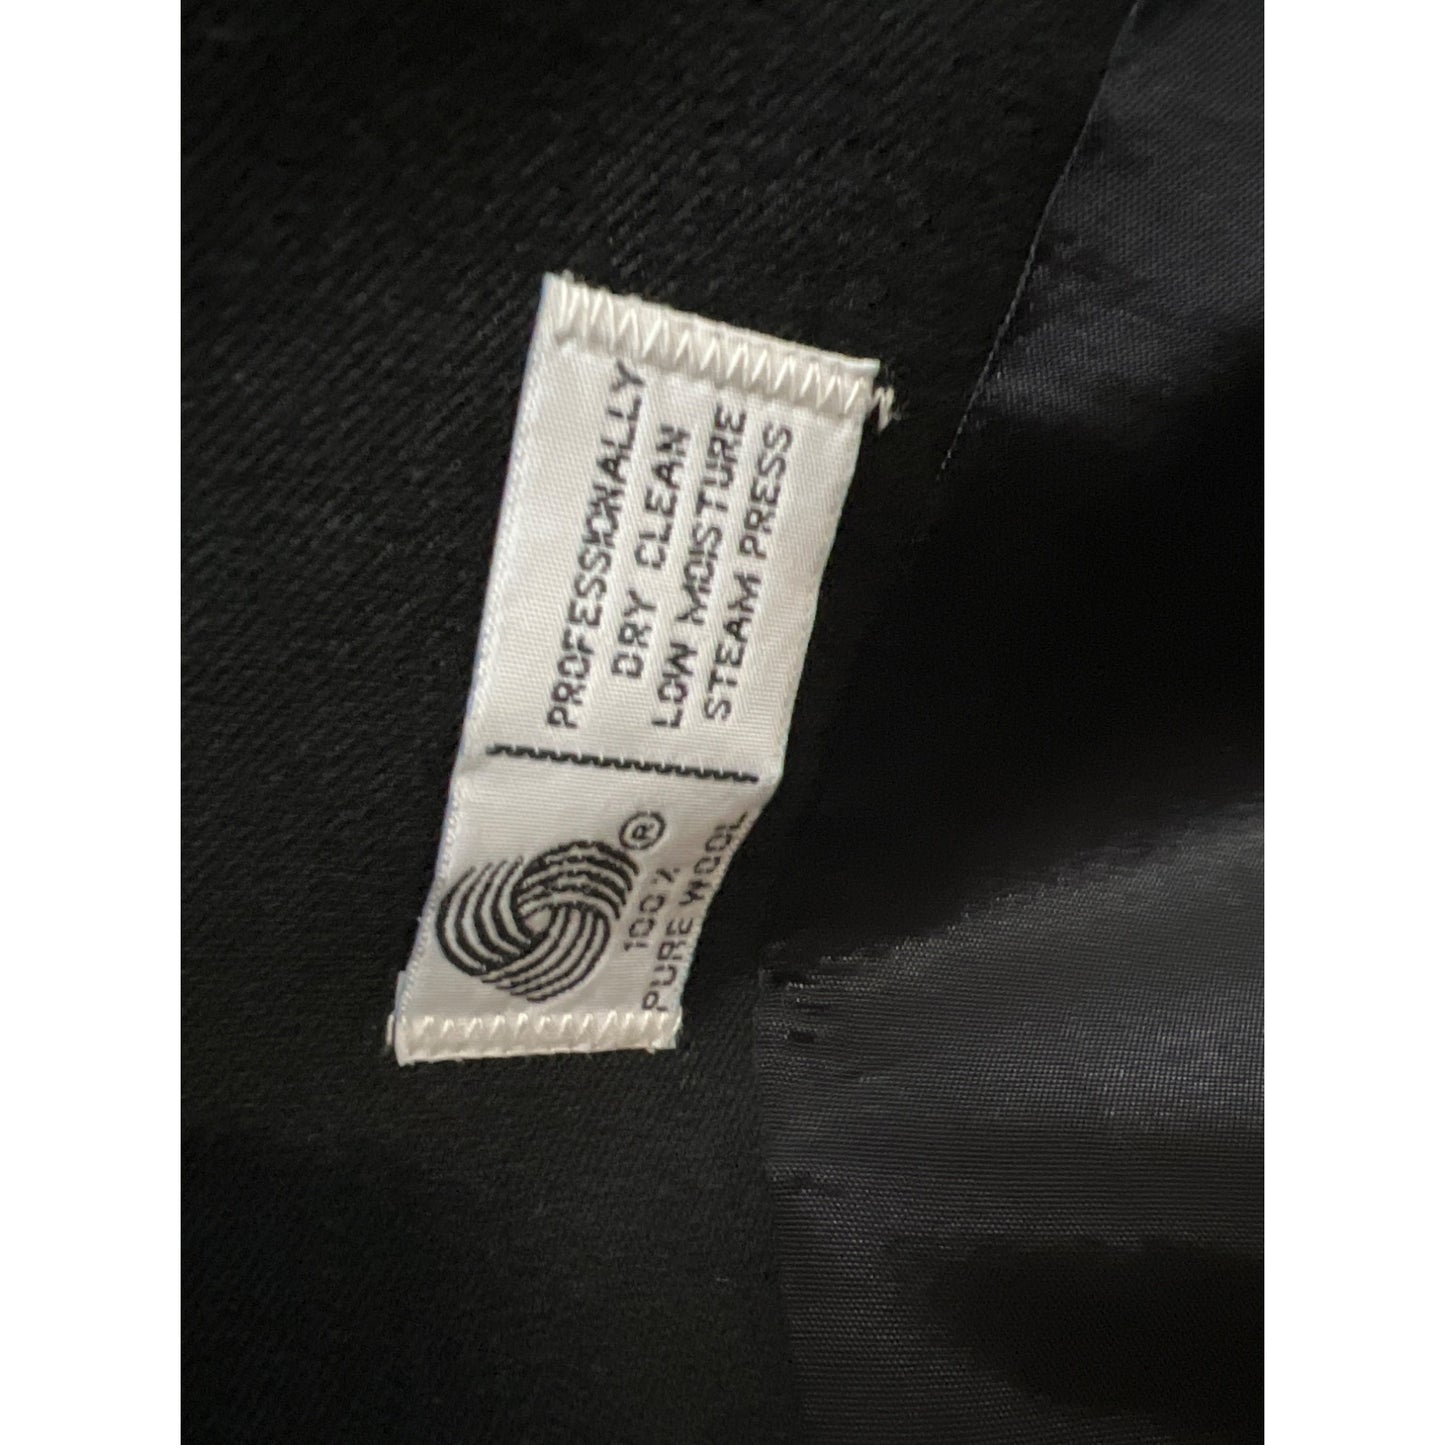 PROFESSIONALLY
DRY CLEAN
LOW MOISTURE
STEAM PRESS
®
100%
PURE WOOL